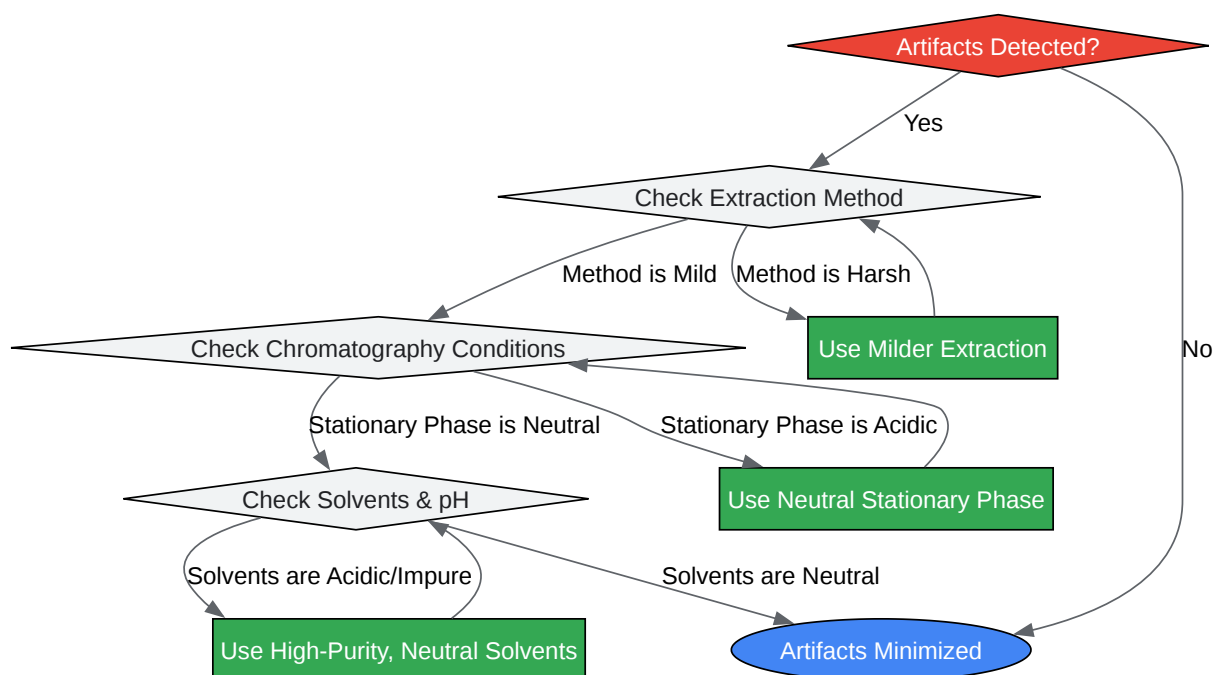 Artifacts Detected?
Yes
Check Extraction Method
Method is Mild
Method is Harsh
Check Chromatography Conditions
Use Milder Extraction
No
Stationary Phase is Neutral
Stationary Phase is Acidic
Check Solvents & pH
Use Neutral Stationary Phase
Solvents are Acidic/Impure
Solvents are Neutral
Use High-Purity, Neutral Solvents
Artifacts Minimized